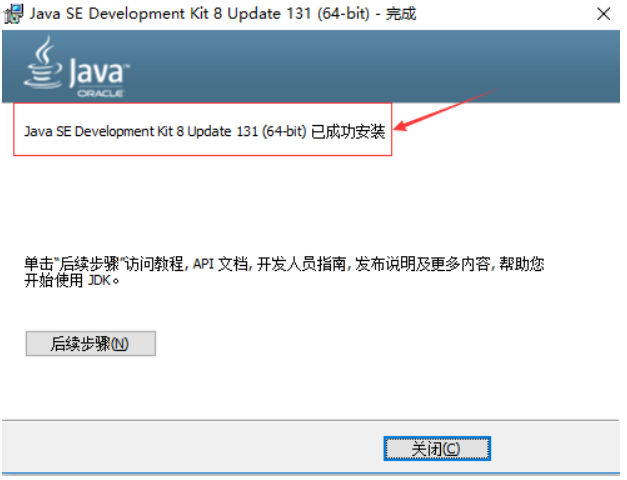 Java SE Development Kit 8 Update 131 (64-bit) - 完成
Java™
ORACLE
Java SE Development Kit 8 Update 131 (64-bit) 已成功安装
单击"后续步骤"访问教程, API 文档, 开发人员指南, 发布说明及更多内容, 帮助您
开始使用 JDK。
后续步骤(N)
关闭(C)